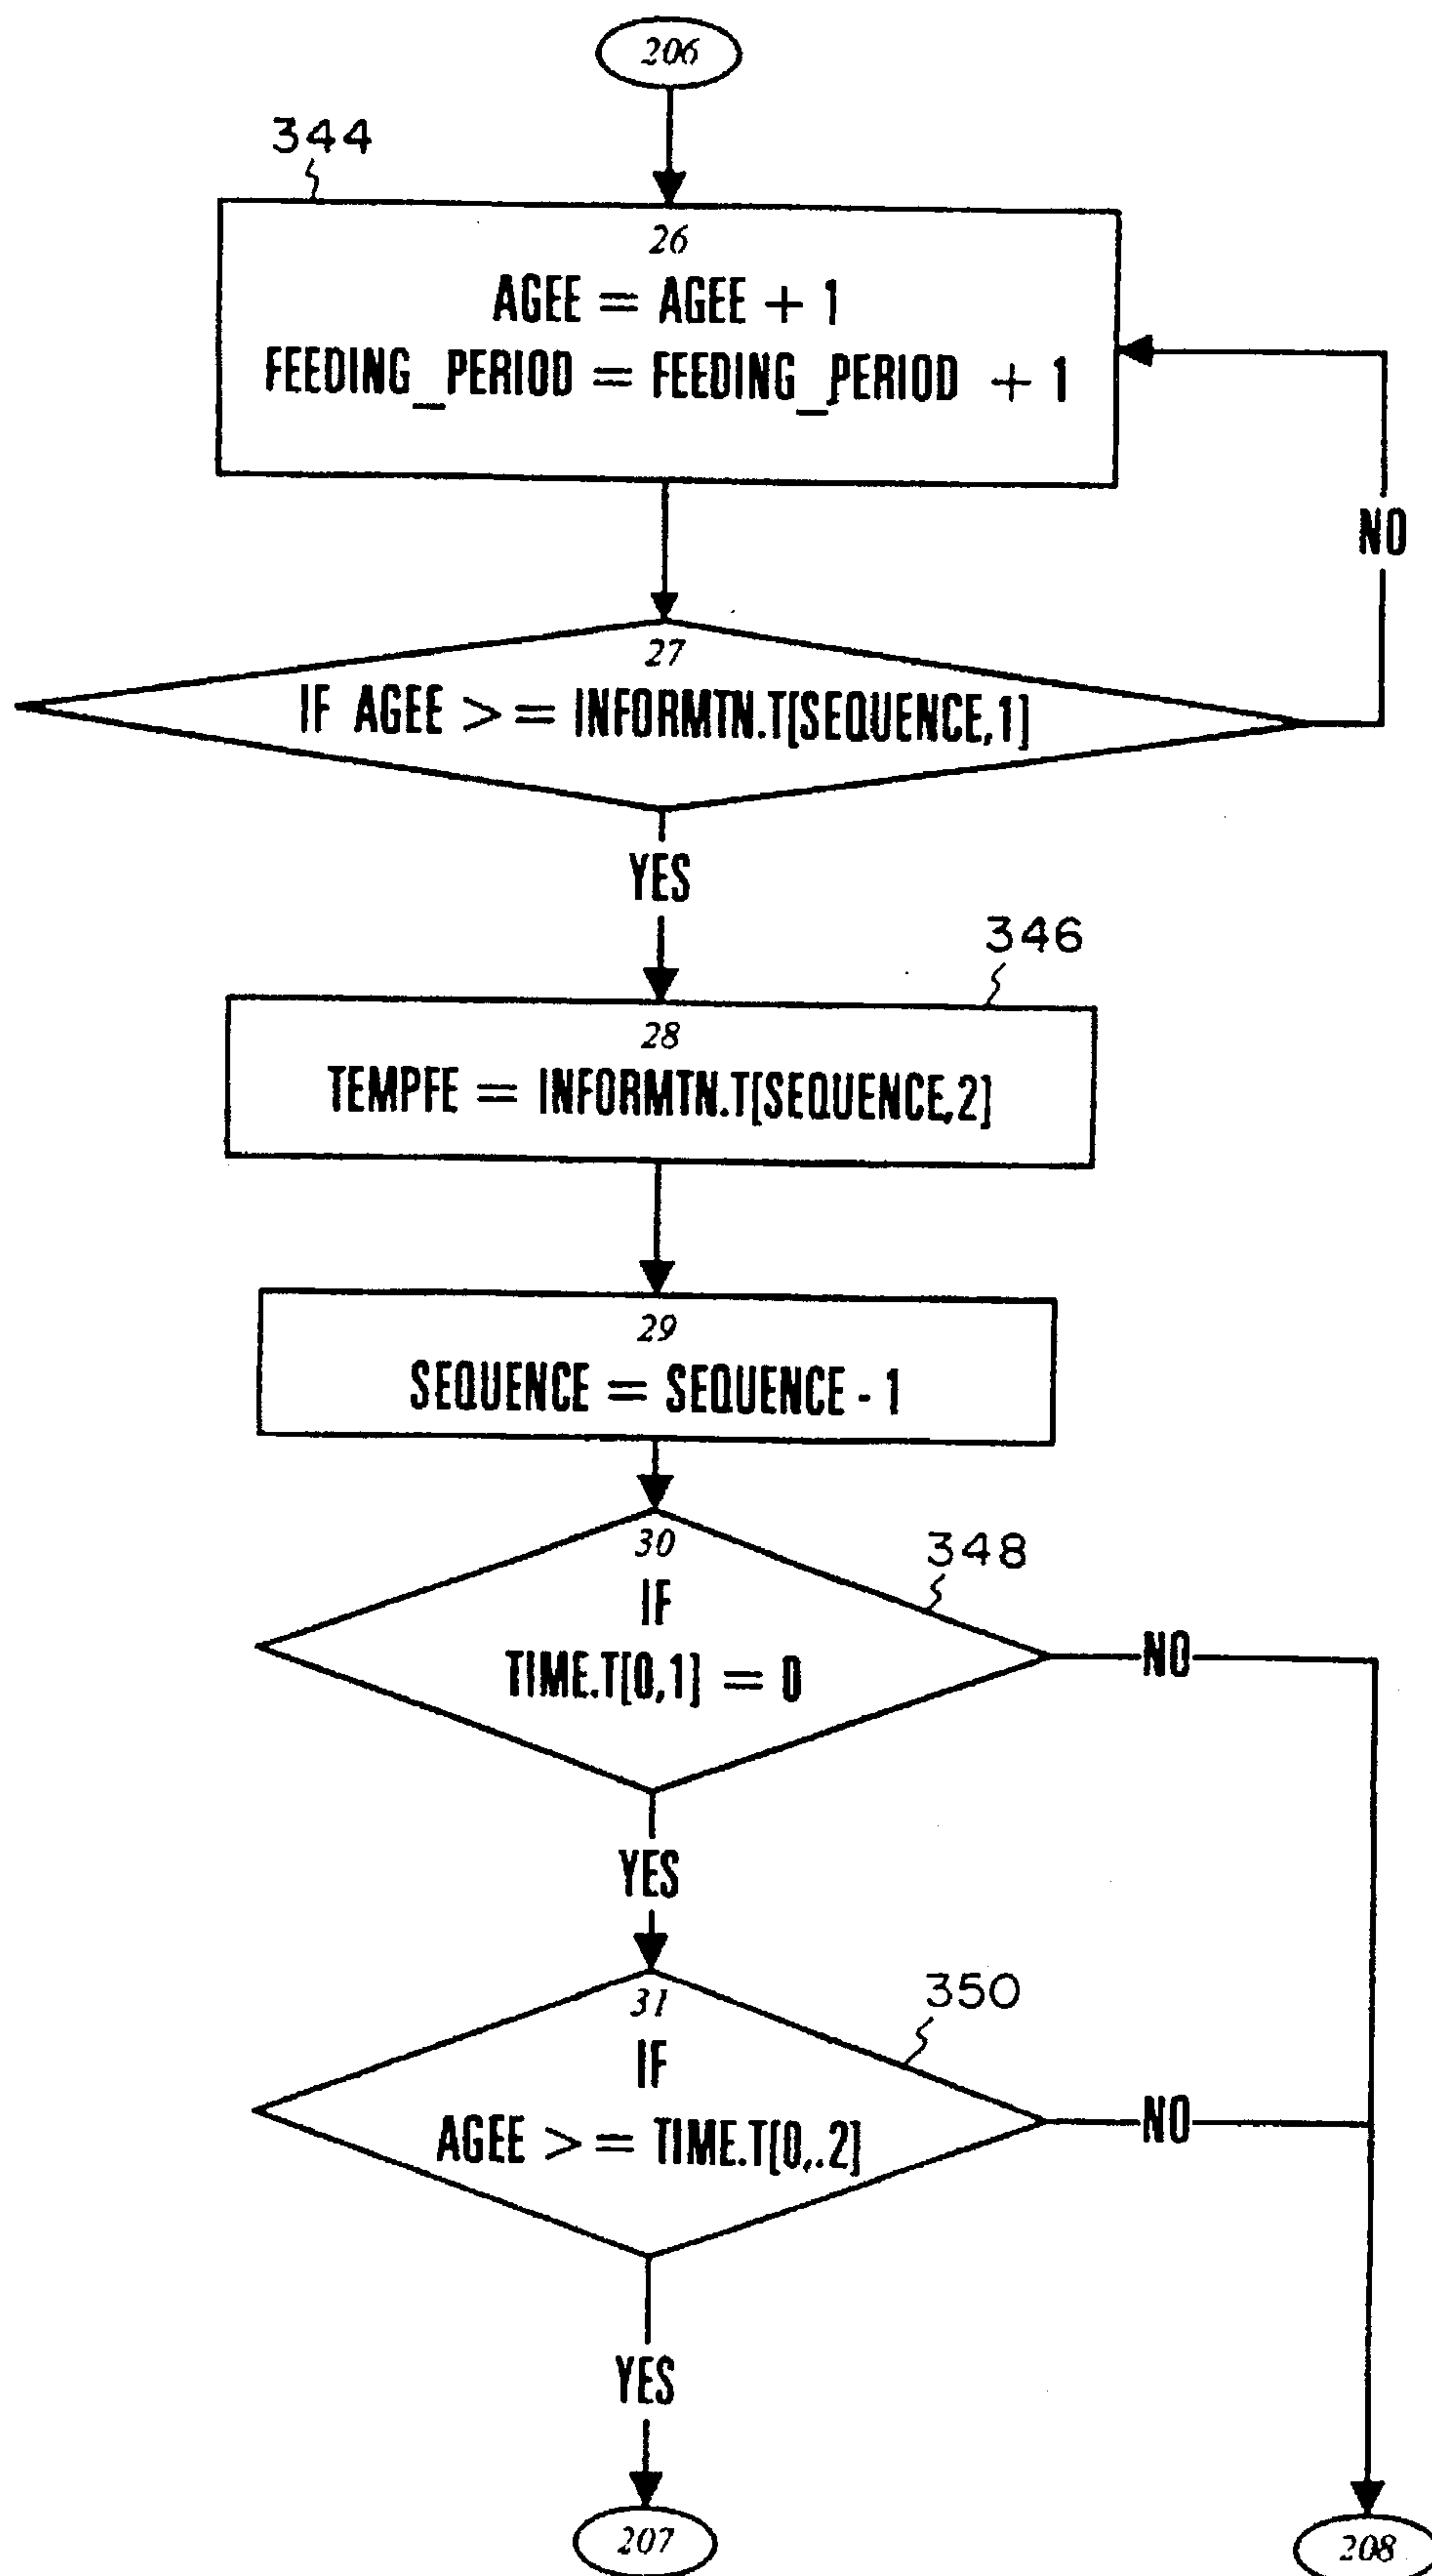 206
344
26
AGEE = AGEE + 1
FEEDING_PERIOD = FEEDING_PERIOD + 1
NO
27
IF AGEE >= INFORMTN.T[SEQUENCE,1]
YES
346
28
TEMPFE = INFORMTN.T[SEQUENCE,2]
29
SEQUENCE = SEQUENCE - 1
30
348
IF
TIME.T[0,1] = 0
NO
YES
31
350
IF
AGEE >= TIME.T[0,.2]
NO
YES
207
208